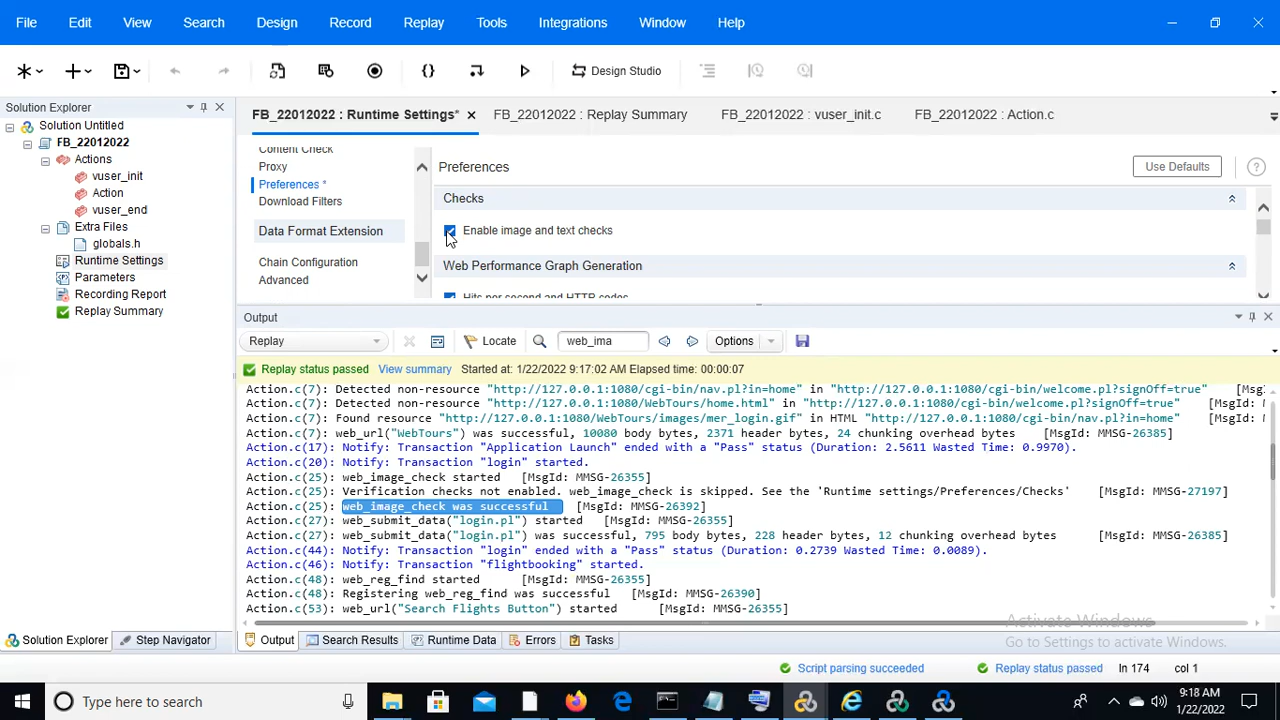 File Edit View Search Design Record Replay Tools Integrations Window Help
Design Studio
Solution Explorer
Solution Untitled
FB_22012022
Actions
vuser_init
Action
vuser_end
Extra Files
globals.h
Runtime Settings
Parameters
Recording Report
Replay Summary
FB_22012022 : Runtime Settings* FB_22012022 : Replay Summary FB_22012022 : vuser_init.c FB_22012022 : Action.c
Content Check
Proxy
Preferences *
Download Filters
Data Format Extension
Chain Configuration
Advanced
Preferences Use Defaults ?
Checks
Enable image and text checks
Web Performance Graph Generation
Hits per second and HTTP codes
Output
Replay Locate web_ima Options
Replay status passed View summary Started at: 1/22/2022 9:17:02 AM Elapsed time: 00:00:07
Action.c(7): Detected non-resource "http://127.0.0.1:1080/cgi-bin/nav.pl?in=home" in "http://127.0.0.1:1080/cgi-bin/welcome.pl?signOff=true" [Msg
Action.c(7): Detected non-resource "http://127.0.0.1:1080/WebTours/home.html" in "http://127.0.0.1:1080/cgi-bin/welcome.pl?signOff=true" [MsgId:
Action.c(7): Found resource "http://127.0.0.1:1080/WebTours/images/mer_login.gif" in HTML "http://127.0.0.1:1080/cgi-bin/nav.pl?in=home" [MsgId: M
Action.c(7): web_url("WebTours") was successful, 10080 body bytes, 2371 header bytes, 24 chunking overhead bytes [MsgId: MMSG-26385]
Action.c(17): Notify: Transaction "Application Launch" ended with a "Pass" status (Duration: 2.5611 Wasted Time: 0.9970).
Action.c(20): Notify: Transaction "login" started.
Action.c(25): web_image_check started [MsgId: MMSG-26355]
Action.c(25): Verification checks not enabled. web_image_check is skipped. See the 'Runtime settings/Preferences/Checks' [MsgId: MMSG-27197]
Action.c(25): web_image_check was successful [MsgId: MMSG-26392]
Action.c(27): web_submit_data("login.pl") started [MsgId: MMSG-26355]
Action.c(27): web_submit_data("login.pl") was successful, 795 body bytes, 228 header bytes, 12 chunking overhead bytes [MsgId: MMSG-26385]
Action.c(44): Notify: Transaction "login" ended with a "Pass" status (Duration: 0.2739 Wasted Time: 0.0089).
Action.c(46): Notify: Transaction "flightbooking" started.
Action.c(48): web_reg_find started [MsgId: MMSG-26355]
Action.c(48): Registering web_reg_find was successful [MsgId: MMSG-26390]
Action.c(53): web_url("Search Flights Button") started [MsgId: MMSG-26355]
Activate Windows
Go to Settings to activate Windows.
Solution Explorer Step Navigator Output Search Results Runtime Data Errors Tasks
Script parsing succeeded Replay status passed ln 174 col 1
Type here to search
9:18 AM
1/22/2022